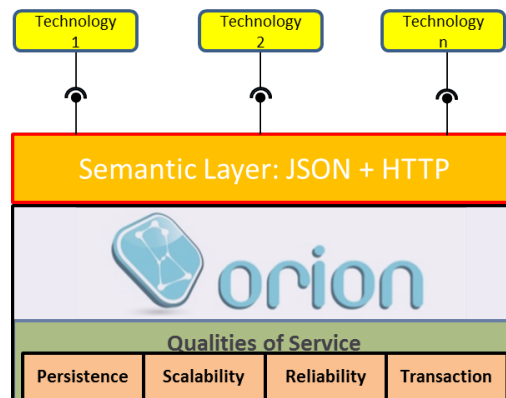 Technology
1
Technology
2
Technology
n
Semantic Layer: JSON + HTTP
orion
Qualities of Service
Persistence
Scalability
Reliability
Transaction